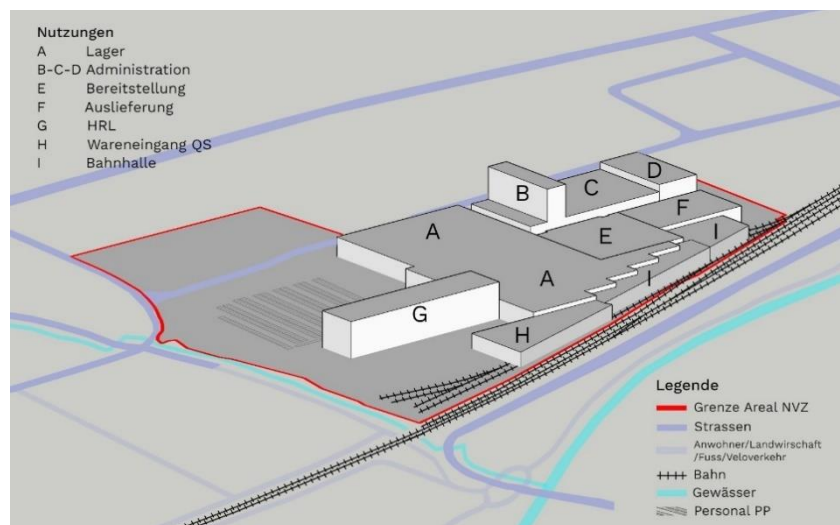 Nutzungen
A Lager
B-C-D Administration
E Bereitstellung
F Auslieferung
G HRL
H Wareneingang QS
I Bahnhalle
D
B
C
F
A
E
I
A
I
G
H
Legende
Grenze Areal NVZ
Strassen
Anwohner/Landwirschaft
/Fuss/Veloverkehr
Bahn
Gewässer
Personal PP